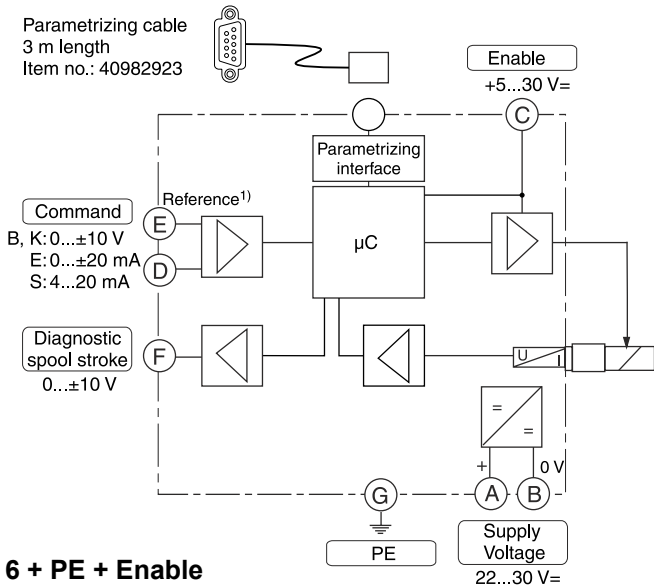 Parametrizing cable
3 m length
Item no.: 40982923
Enable
+5...30 V=
C
Parametrizing
interface
Reference1)
Command
B, K: 0...±10 V
E: 0...±20 mA
S: 4...20 mA
E
D
µC
Diagnostic
spool stroke
0...±10 V
F
U
I
=
=
+
0 V
G
A
B
PE
Supply
Voltage
22...30 V=
6 + PE + Enable